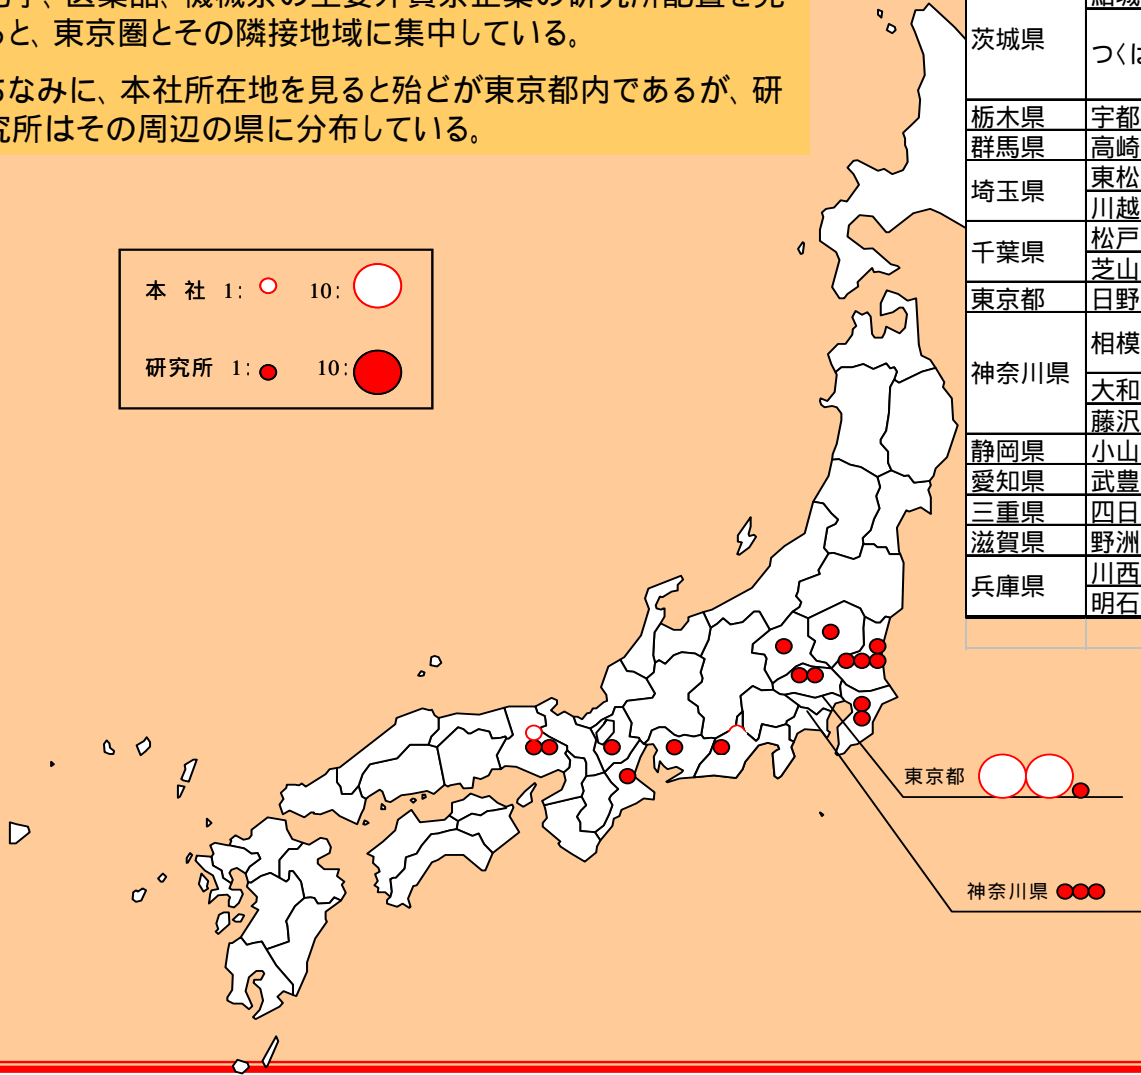 ると、東京圏とその隣接地域に集中している。
なみに、本社所在地を見ると殆どが東京都内であるが、研
究所はその周辺の県に分布している。
本 社 1: 10:
研究所 1: 10:
茨城県
つくば
栃木県 宇都
群馬県 高崎
埼玉県 東松
川越
千葉県 松戸
芝山
東京都 日野
神奈川県 相模
大和
藤沢
静岡県 小山
愛知県 武豊
三重県 四日
滋賀県 野洲
兵庫県 川西
明石
東京都
神奈川県